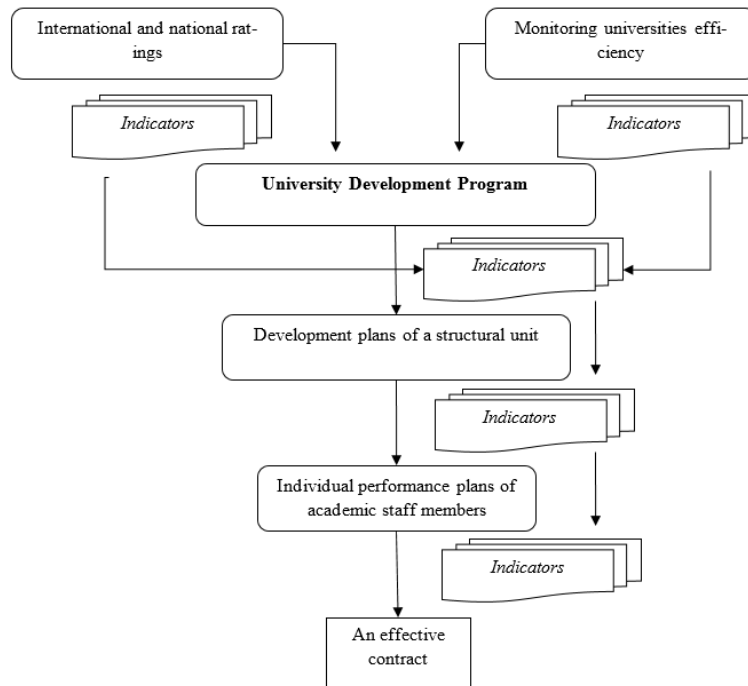 International and national rat-
ings
Monitoring universities effi-
ciency
Indicators
Indicators
University Development Program
Indicators
Development plans of a structural unit
Indicators
Individual performance plans of
academic staff members
Indicators
An effective
contract